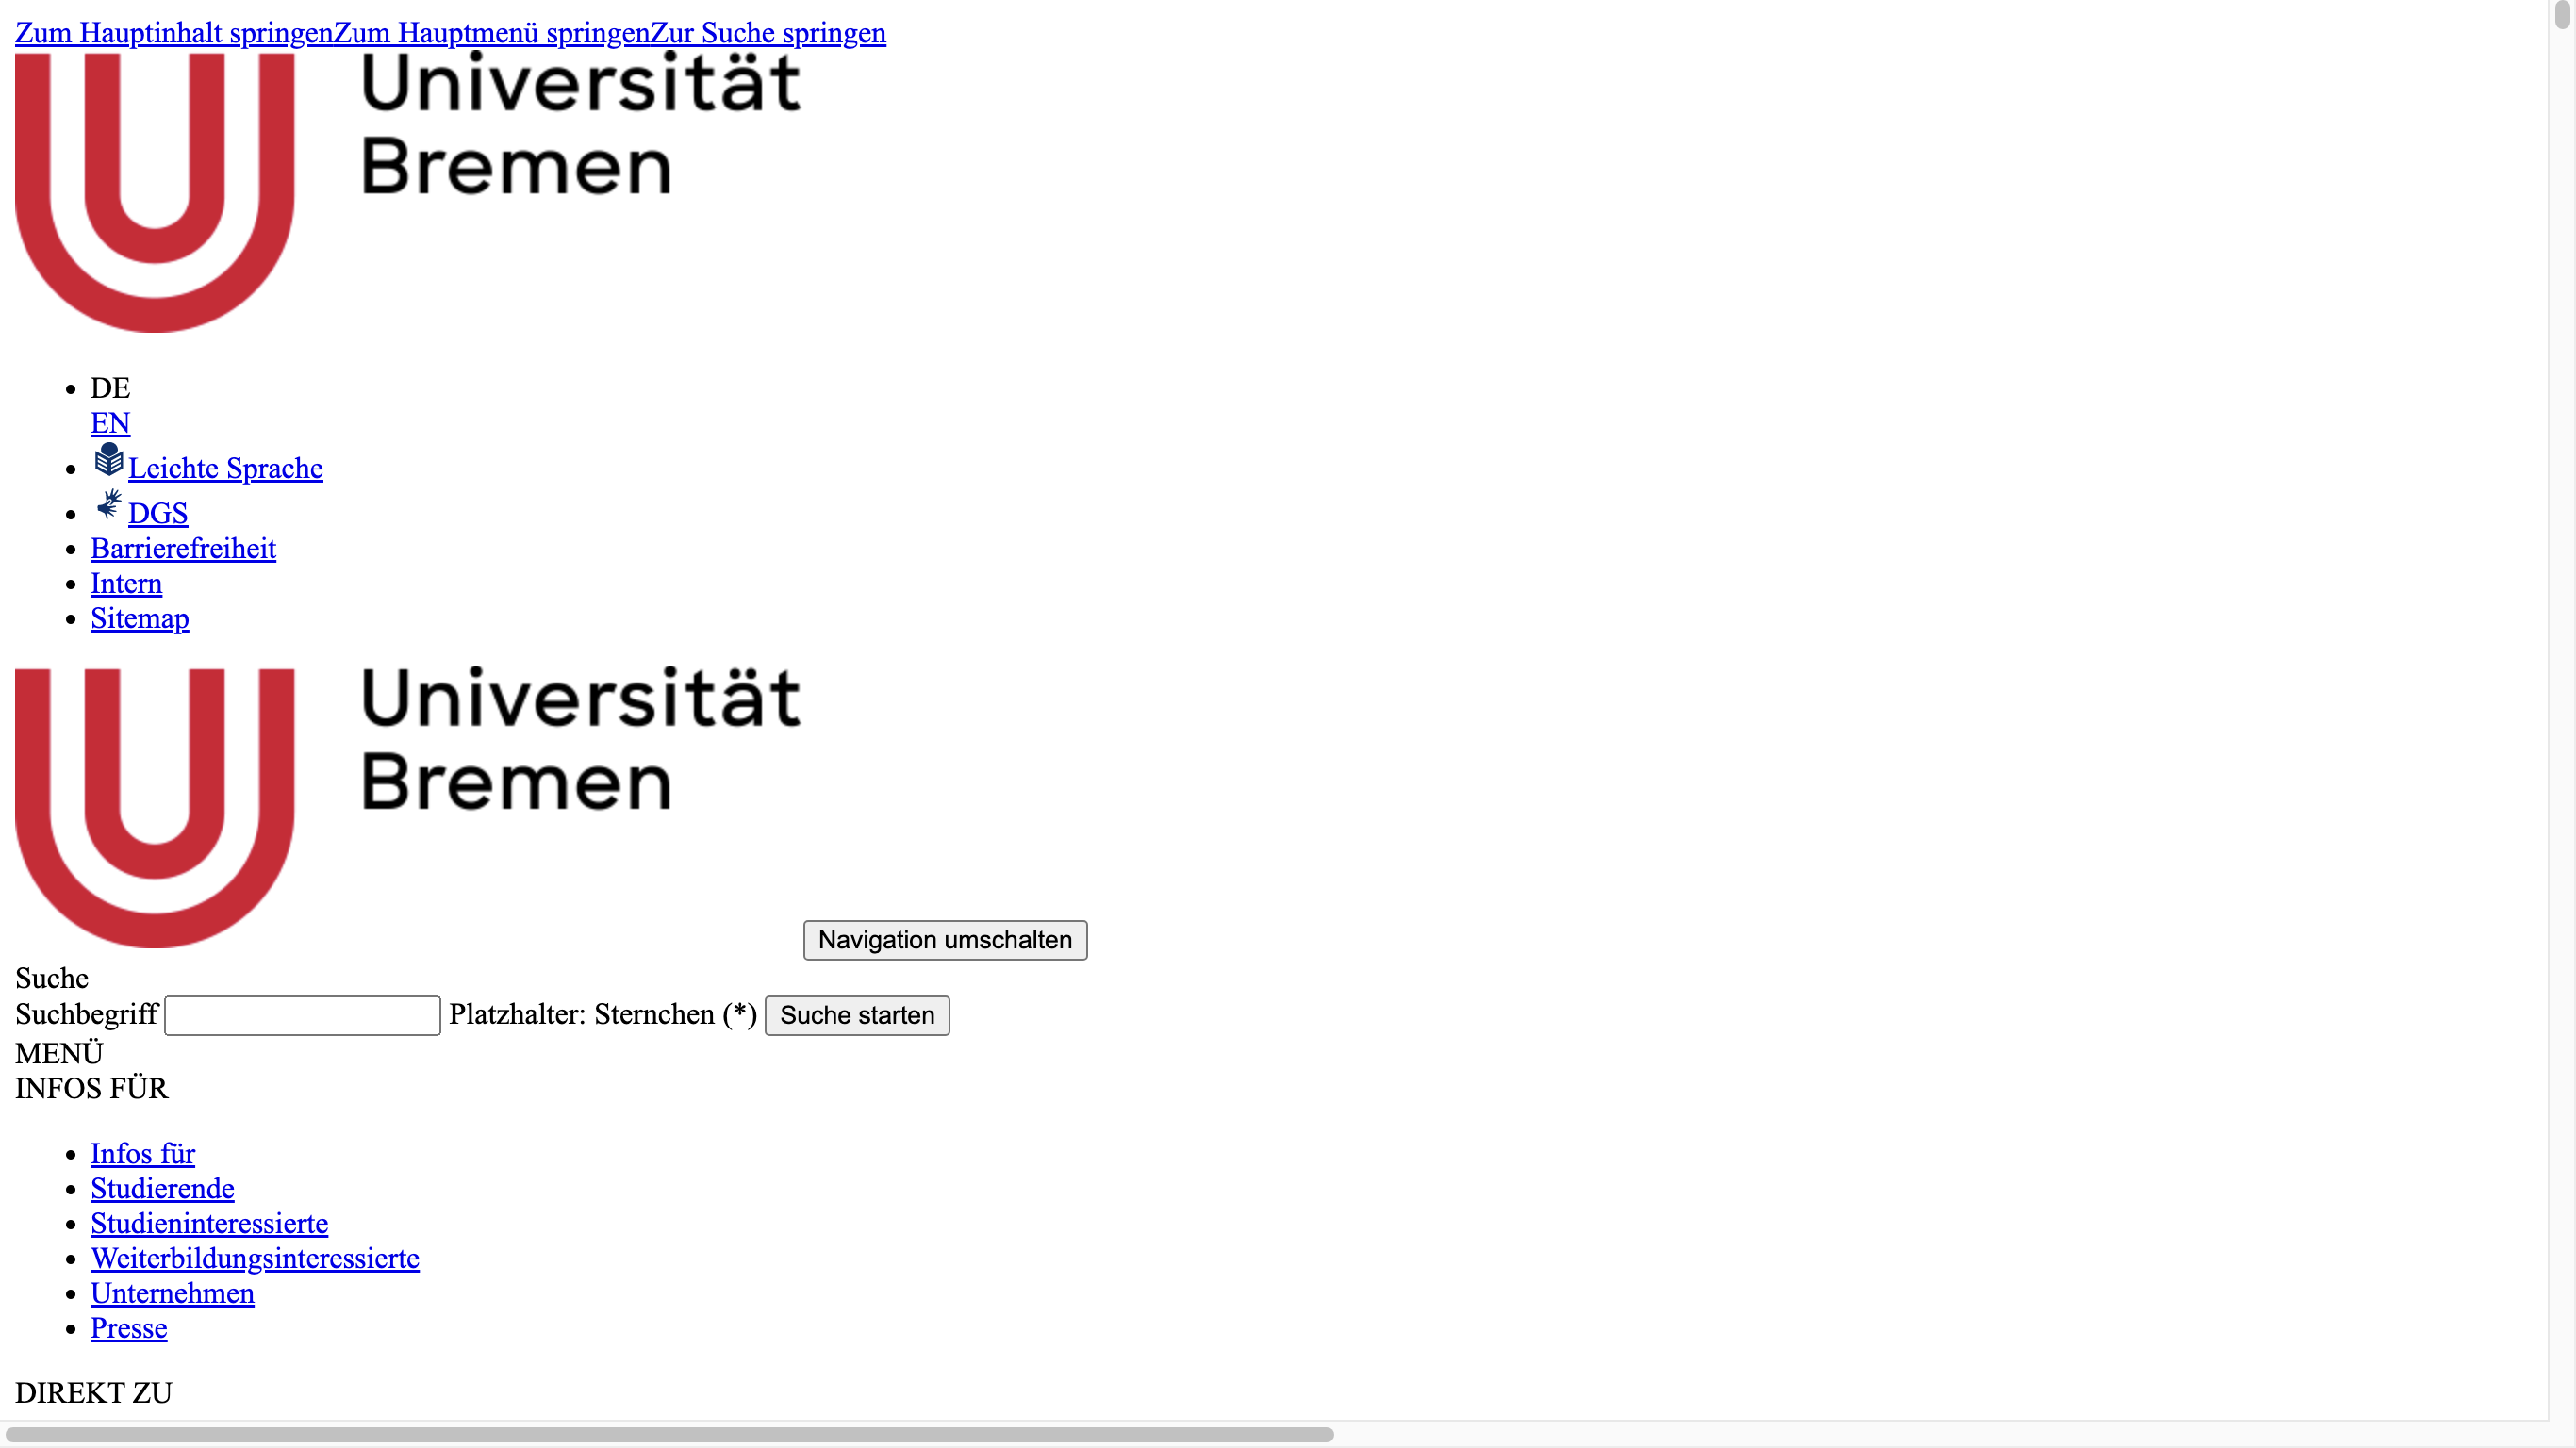 Zum Hauptinhalt springenZum Hauptmenü springenZur Suche springen
Universität
Bremen
DE
EN
Leichte Sprache
DGS
Barrierefreiheit
Intern
Sitemap
Universität
Bremen
Navigation umschalten
Suche
Suchbegriff Platzhalter: Sternchen (*) Suche starten
MENÜ
INFOS FÜR
Infos für
Studierende
Studieninteressierte
Weiterbildungsinteressierte
Unternehmen
Presse
DIREKT ZU